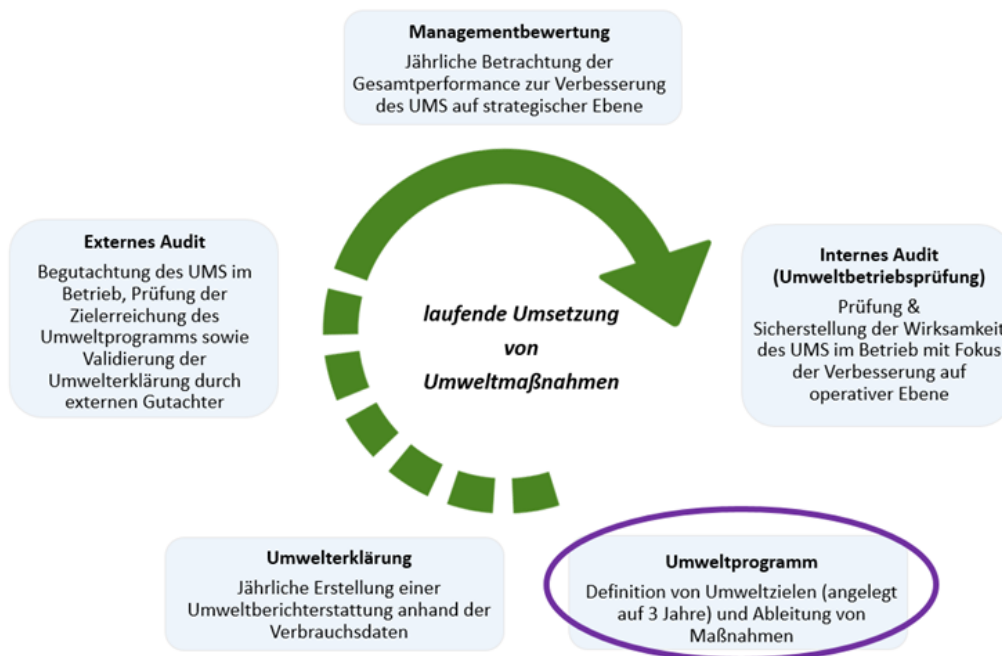 Managementbewertung
Jährliche Betrachtung der
Gesamtperformance zur Verbesserung
des UMS auf strategischer Ebene
Externes Audit
Begutachtung des UMS im
Betrieb, Prüfung der
Zielerreichung des
Umweltprogramms sowie
Validierung der
Umwelterklärung durch
externen Gutachter
laufende Umsetzung
von
Umweltmaßnahmen
Internes Audit
(Umweltbetriebsprüfung)
Prüfung &
Sicherstellung der Wirksamkeit
des UMS im Betrieb mit Fokus
der Verbesserung auf
operativer Ebene
Umwelterklärung
Jährliche Erstellung einer
Umweltberichterstattung anhand der
Verbrauchsdaten
Umweltprogramm
Definition von Umweltzielen (angelegt
auf 3 Jahre) und Ableitung von
Maßnahmen